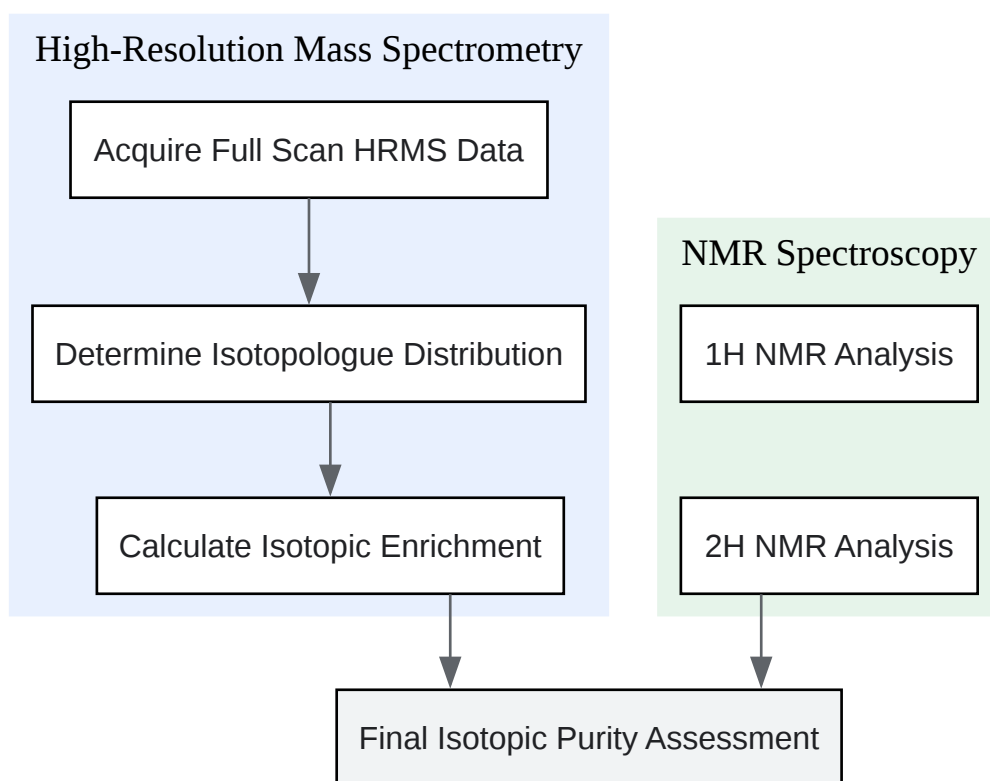 High-Resolution Mass Spectrometry
Acquire Full Scan HRMS Data
Determine Isotopologue Distribution
Calculate Isotopic Enrichment
NMR Spectroscopy
1H NMR Analysis
2H NMR Analysis
Final Isotopic Purity Assessment